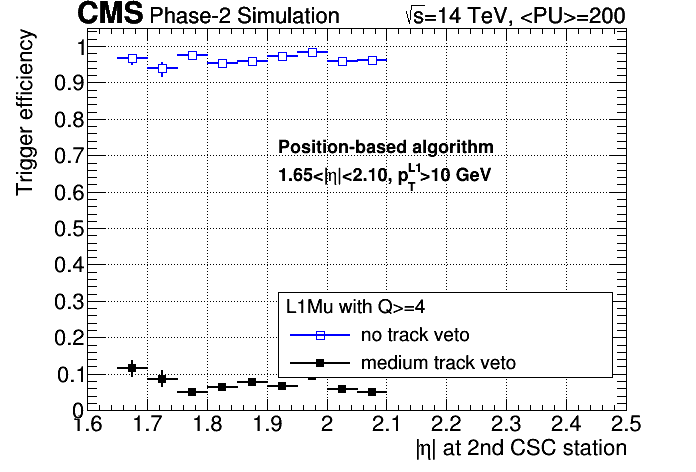 CMS Phase-2 Simulation √s=14 TeV, <PU>=200
Trigger efficiency
1
0.9
0.8
0.7
0.6
0.5
0.4
0.3
0.2
0.1
0
Position-based algorithm
1.65<|η|<2.10, p_T^L1>10 GeV
L1Mu with Q>=4
no track veto
medium track veto
1.6 1.7 1.8 1.9 2 2.1 2.2 2.3 2.4 2.5
|η| at 2nd CSC station